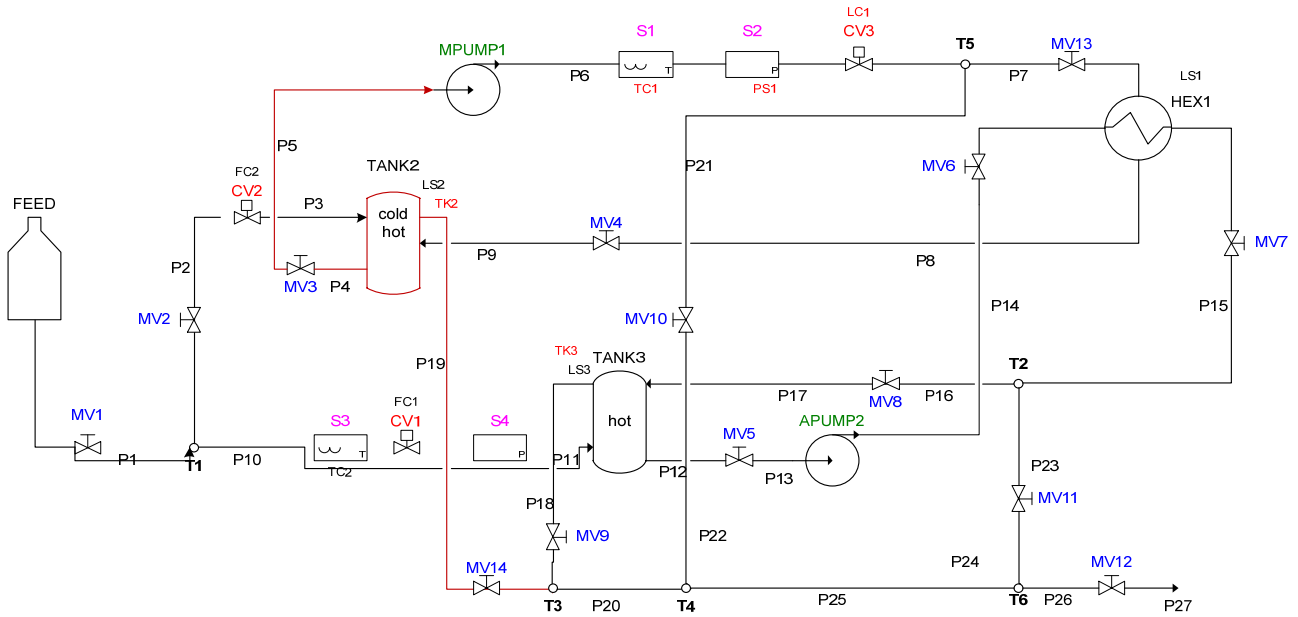 LC1
S1
S2
CV3
T5
MV13
MPUMP1
P6
T
P
P7
LS1
TC1
PS1
HEX1
P5
TANK2
P21
MV6
FC2
LS2
CV2
P3
TK2
FEED
cold
hot
MV4
MV7
P9
P8
P2
MV3
P4
P14
P15
MV2
MV10
TK3
TANK3
T2
P19
LS3
P17
P16
FC1
MV8
MV1
S3
CV1
S4
hot
APUMP2
MV5
T
P
P1
T1
P10
TC2
P11
P12
P13
P23
P18
MV11
MV9
P22
P24
MV14
MV12
T3
P20
T4
P25
T6
P26
P27